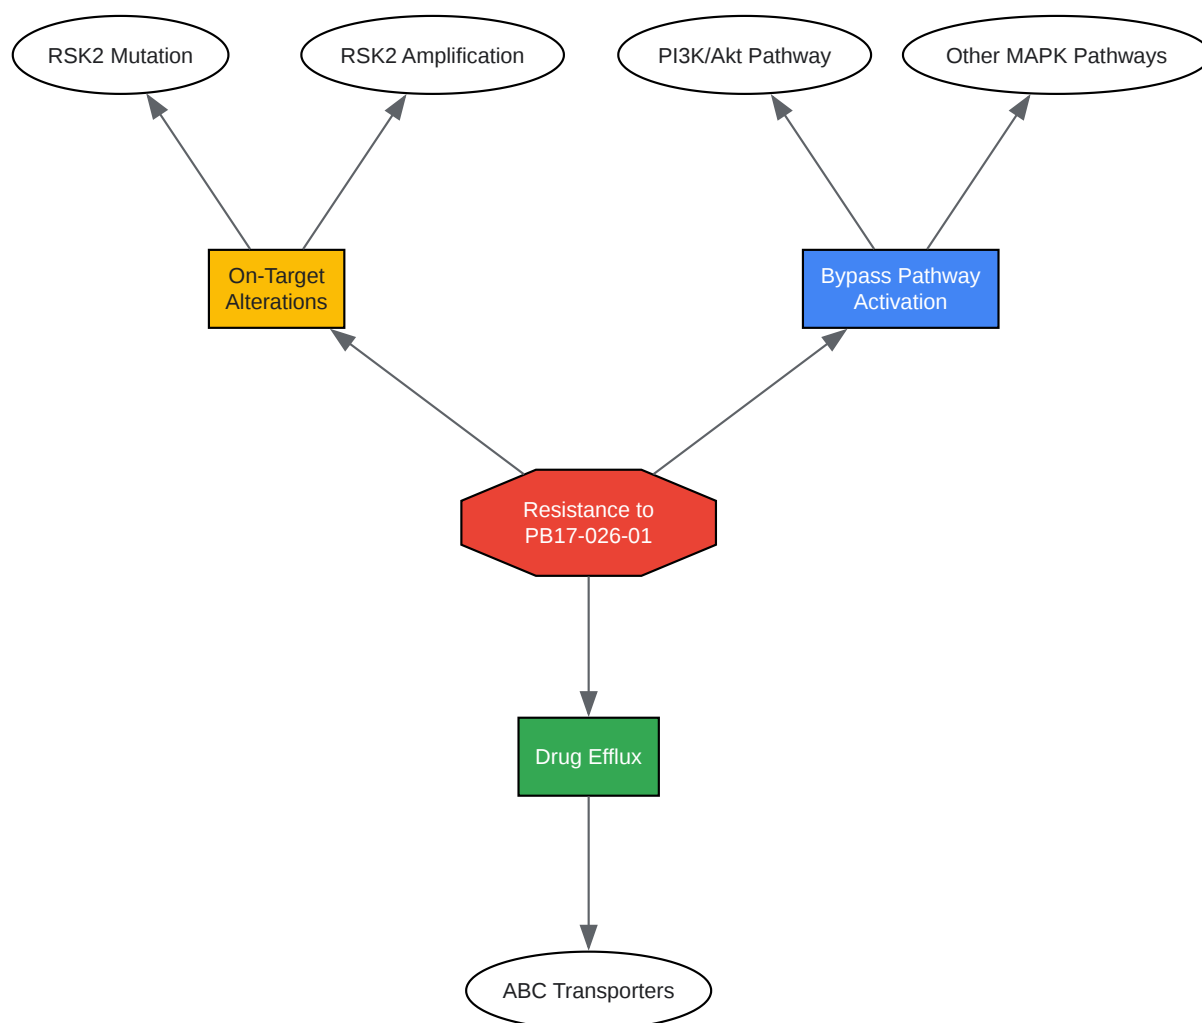 RSK2 Mutation
RSK2 Amplification
PI3K/Akt Pathway
Other MAPK Pathways
On-Target
Alterations
Bypass Pathway
Activation
Resistance to
PB17-026-01
Drug Efflux
ABC Transporters